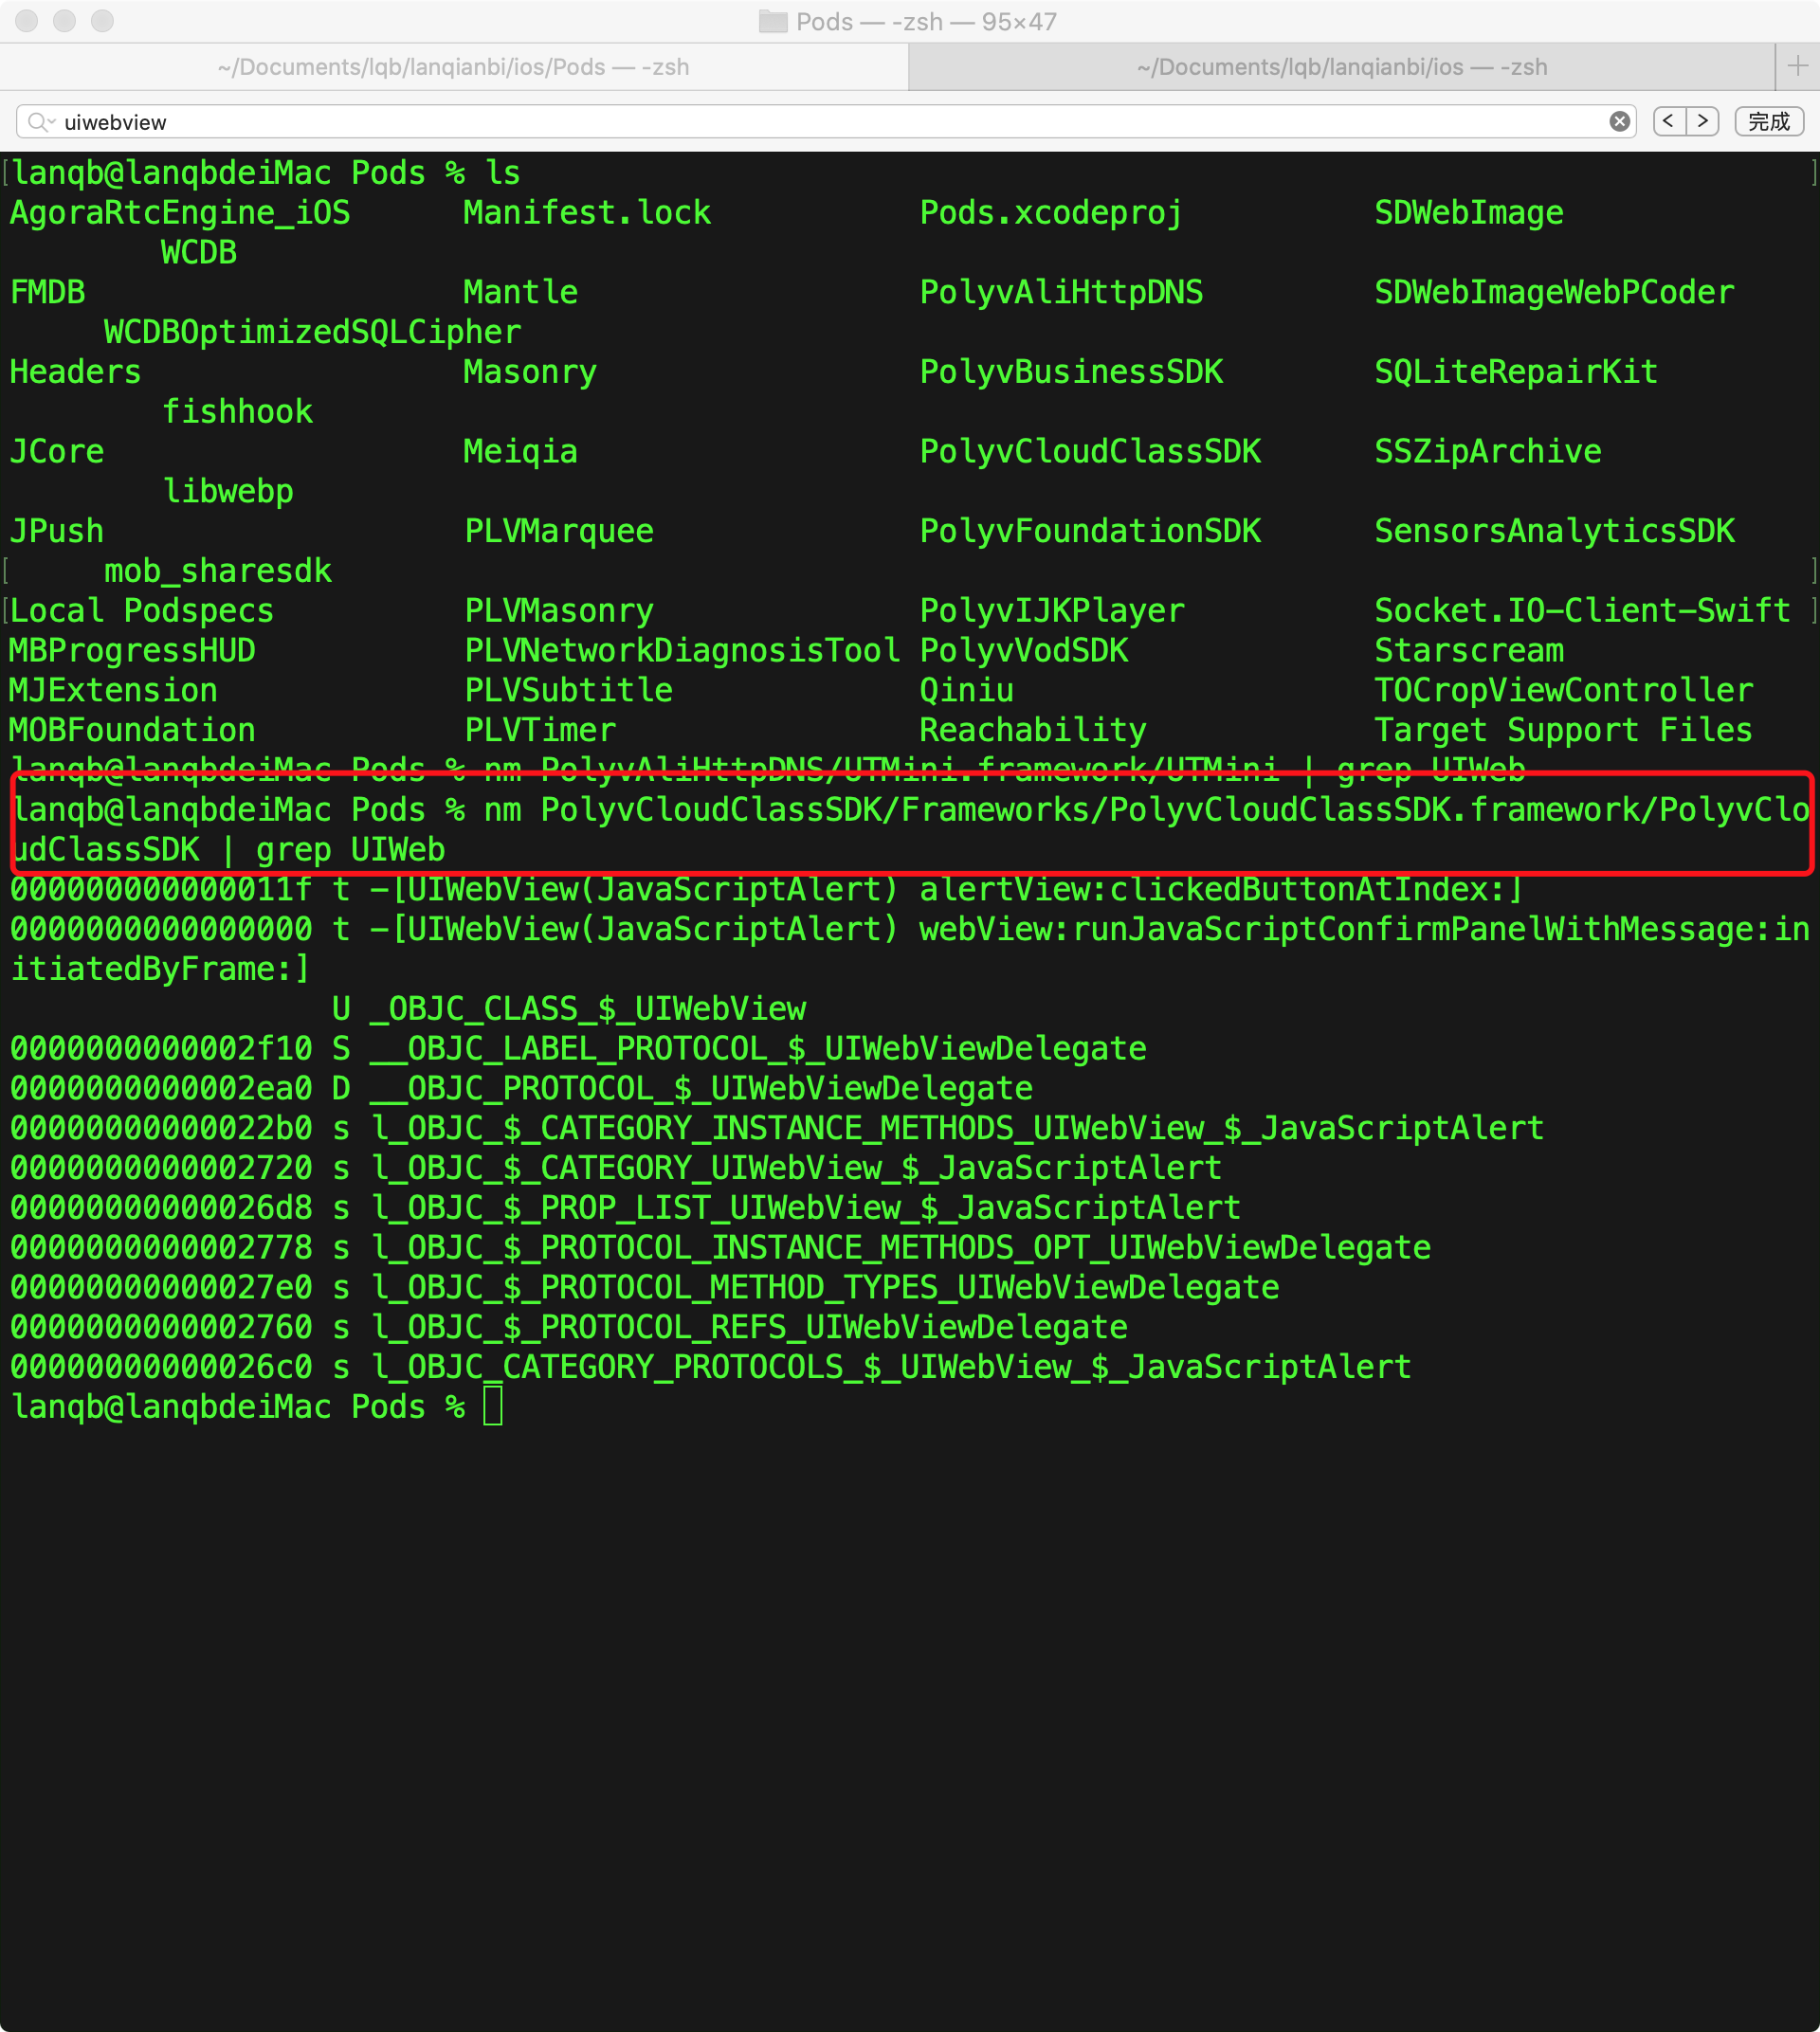 Pods — -zsh — 95×47
~/Documents/lqb/lanqianbi/ios/Pods — -zsh
~/Documents/lqb/lanqianbi/ios — -zsh
uiwebview
< > 完成
[lanqb@lanqbdeiMac Pods % ls ]
AgoraRtcEngine_iOS Manifest.lock Pods.xcodeproj SDWebImage
WCDB
FMDB Mantle PolyvAliHttpDNS SDWebImageWebPCoder
WCDBOptimizedSQLCipher
Headers Masonry PolyvBusinessSDK SQLiteRepairKit
fishhook
JCore Meiqia PolyvCloudClassSDK SSZipArchive
libwebp
JPush PLVMarquee PolyvFoundationSDK SensorsAnalyticsSDK
[ mob_sharesdk ]
[Local Podspecs PLVMasonry PolyvIJKPlayer Socket.IO-Client-Swift ]
MBProgressHUD PLVNetworkDiagnosisTool PolyvVodSDK Starscream
MJExtension PLVSubtitle Qiniu TOCropViewController
MOBFoundation PLVTimer Reachability Target Support Files
lanqb@lanqbdeiMac Pods % nm PolyvAliHttpDNS/UTMini.framework/UTMini | grep UIWeb
lanqb@lanqbdeiMac Pods % nm PolyvCloudClassSDK/Frameworks/PolyvCloudClassSDK.framework/PolyvClo
udClassSDK | grep UIWeb
000000000000011f t -[UIWebView(JavaScriptAlert) alertView:clickedButtonAtIndex:]
0000000000000000 t -[UIWebView(JavaScriptAlert) webView:runJavaScriptConfirmPanelWithMessage:in
itiatedByFrame:]
U _OBJC_CLASS_$_UIWebView
0000000000002f10 S __OBJC_LABEL_PROTOCOL_$_UIWebViewDelegate
0000000000002ea0 D __OBJC_PROTOCOL_$_UIWebViewDelegate
00000000000022b0 s l_OBJC_$_CATEGORY_INSTANCE_METHODS_UIWebView_$_JavaScriptAlert
0000000000002720 s l_OBJC_$_CATEGORY_UIWebView_$_JavaScriptAlert
00000000000026d8 s l_OBJC_$_PROP_LIST_UIWebView_$_JavaScriptAlert
0000000000002778 s l_OBJC_$_PROTOCOL_INSTANCE_METHODS_OPT_UIWebViewDelegate
00000000000027e0 s l_OBJC_$_PROTOCOL_METHOD_TYPES_UIWebViewDelegate
0000000000002760 s l_OBJC_$_PROTOCOL_REFS_UIWebViewDelegate
00000000000026c0 s l_OBJC_CATEGORY_PROTOCOLS_$_UIWebView_$_JavaScriptAlert
lanqb@lanqbdeiMac Pods %